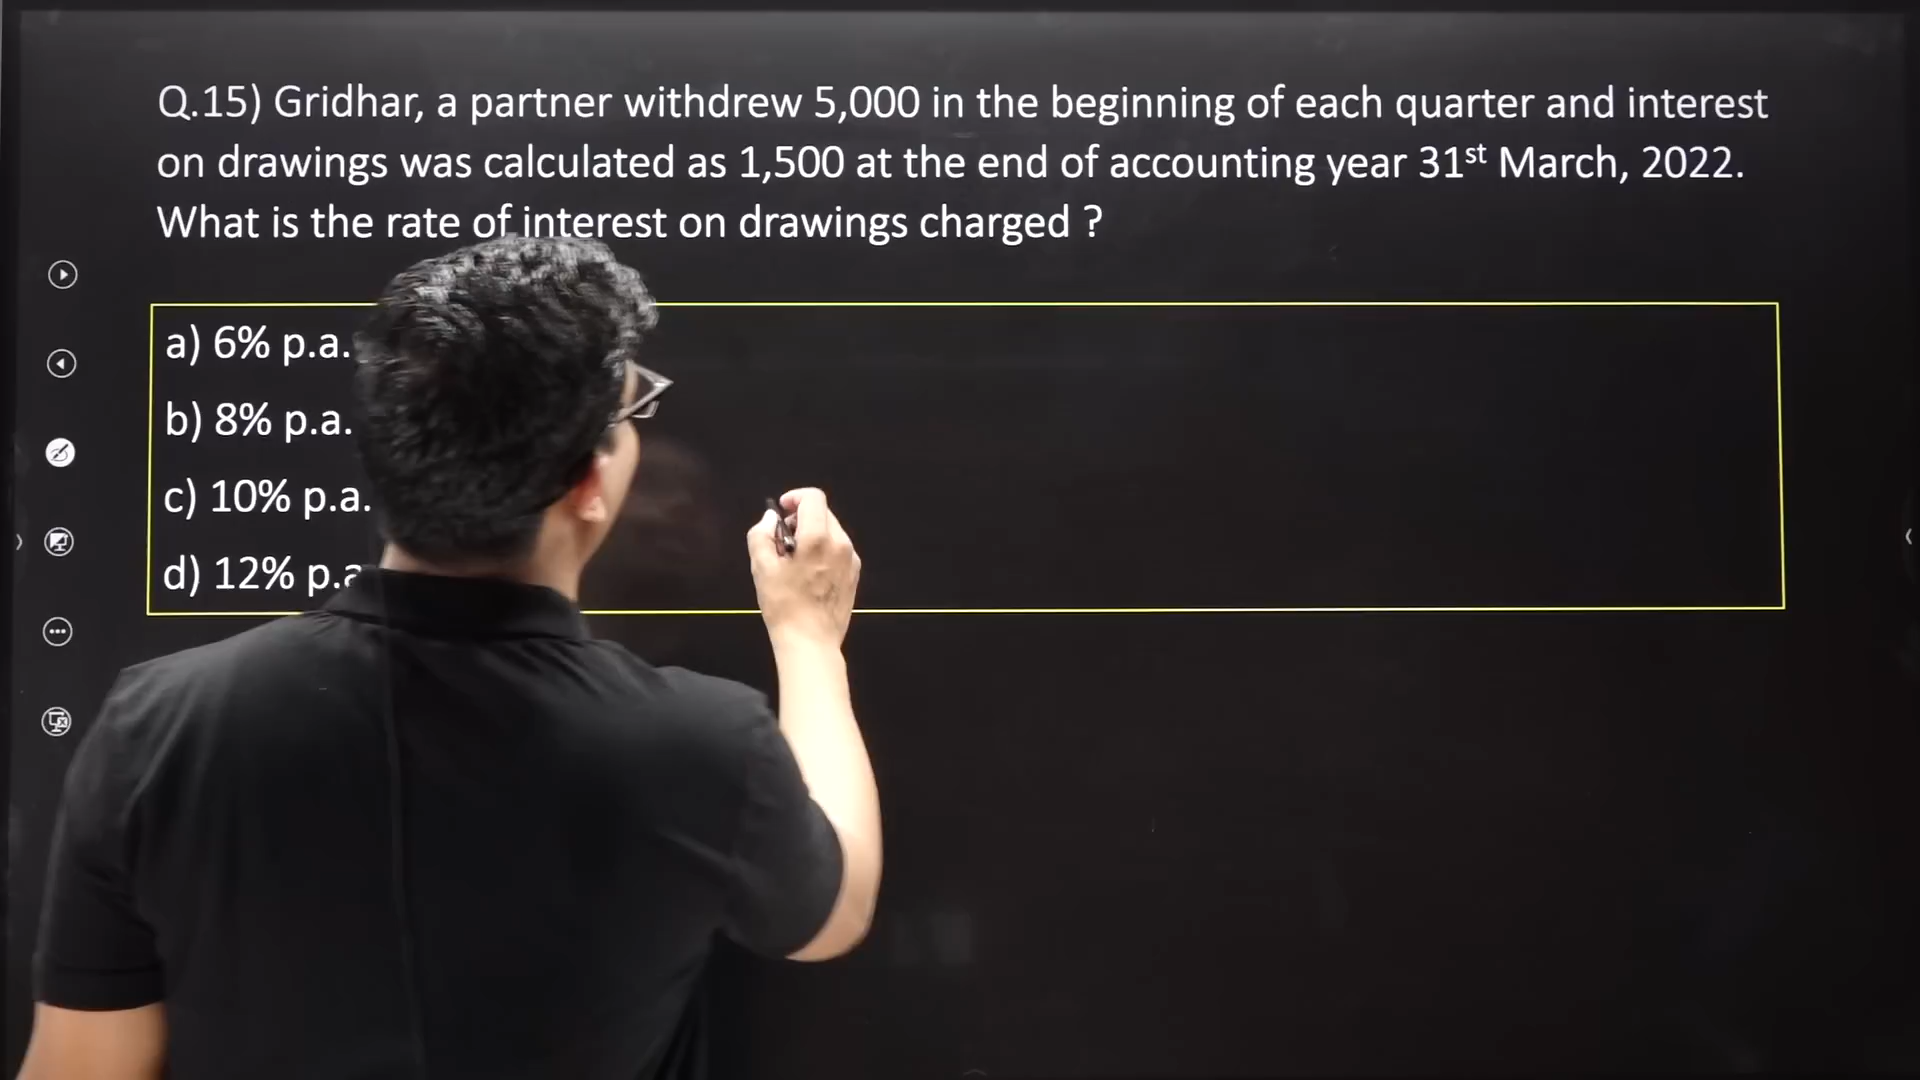 Q.15) Gridhar, a partner withdrew 5,000 in the beginning of each quarter and interest
on drawings was calculated as 1,500 at the end of accounting year 31st March, 2022.
What is the rate of interest on drawings charged ?
a) 6% p.a.
b) 8% p.a.
c) 10% p.a.
d) 12% p.a